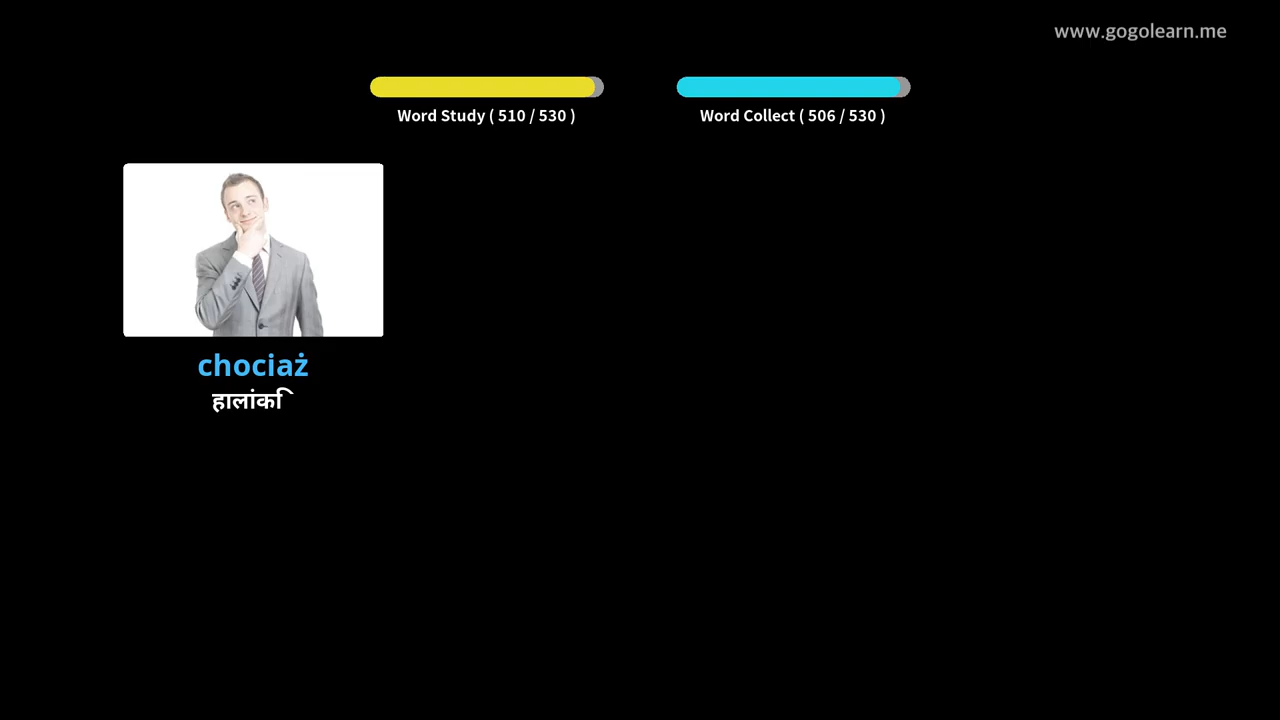 www.gogolearn.me
Word Study ( 510 / 530 )
Word Collect ( 506 / 530 )
chociaż
हालांकि